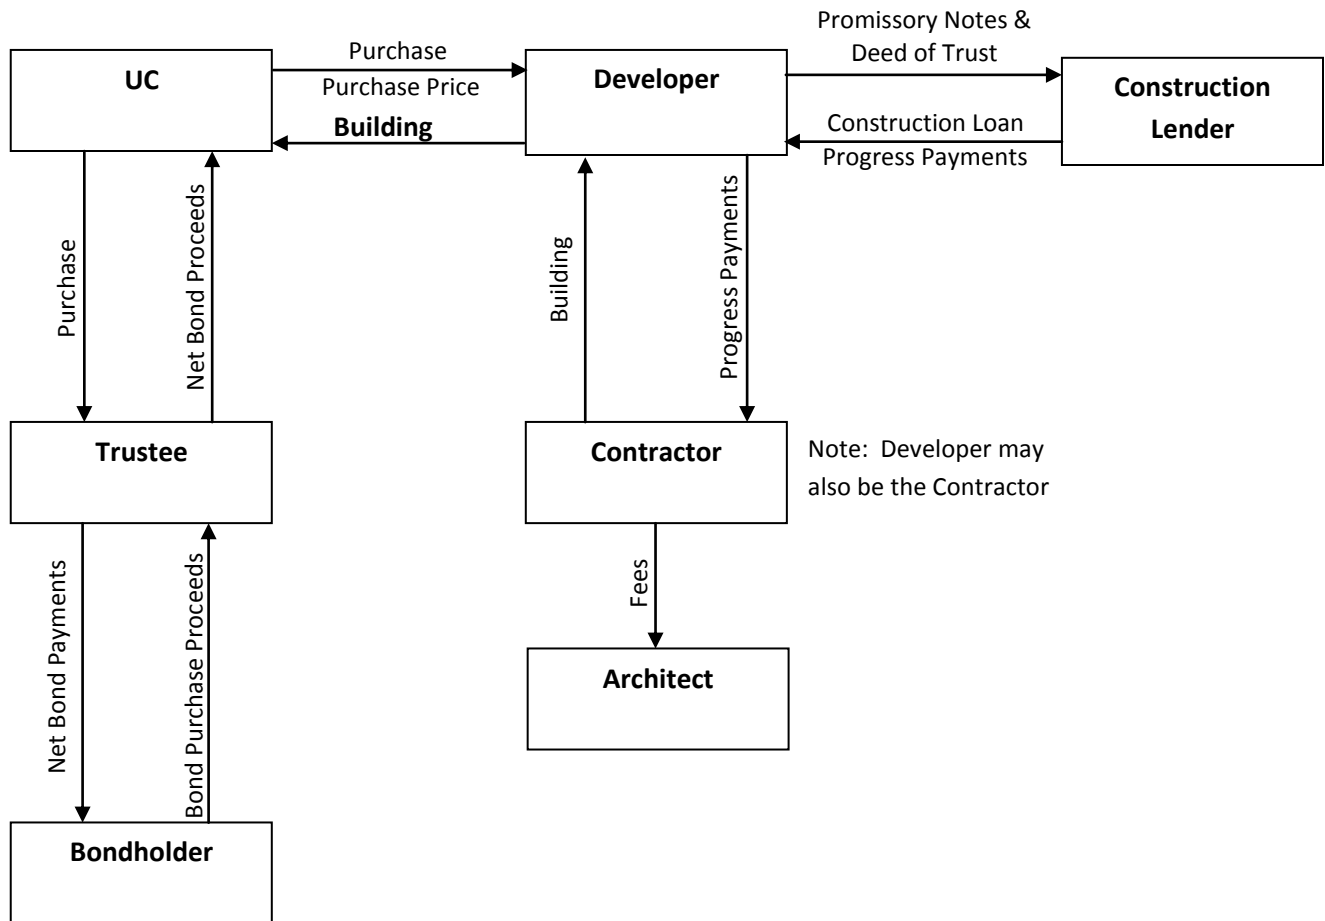 Promissory Notes &
Deed of Trust
UC
Purchase
Purchase Price
Building
Developer
Construction
Lender
Construction Loan
Progress Payments
Purchase
Net Bond Proceeds
Building
Progress Payments
Trustee
Contractor
Note:  Developer may
also be the Contractor
Net Bond Payments
Bond Purchase Proceeds
Fees
Architect
Bondholder